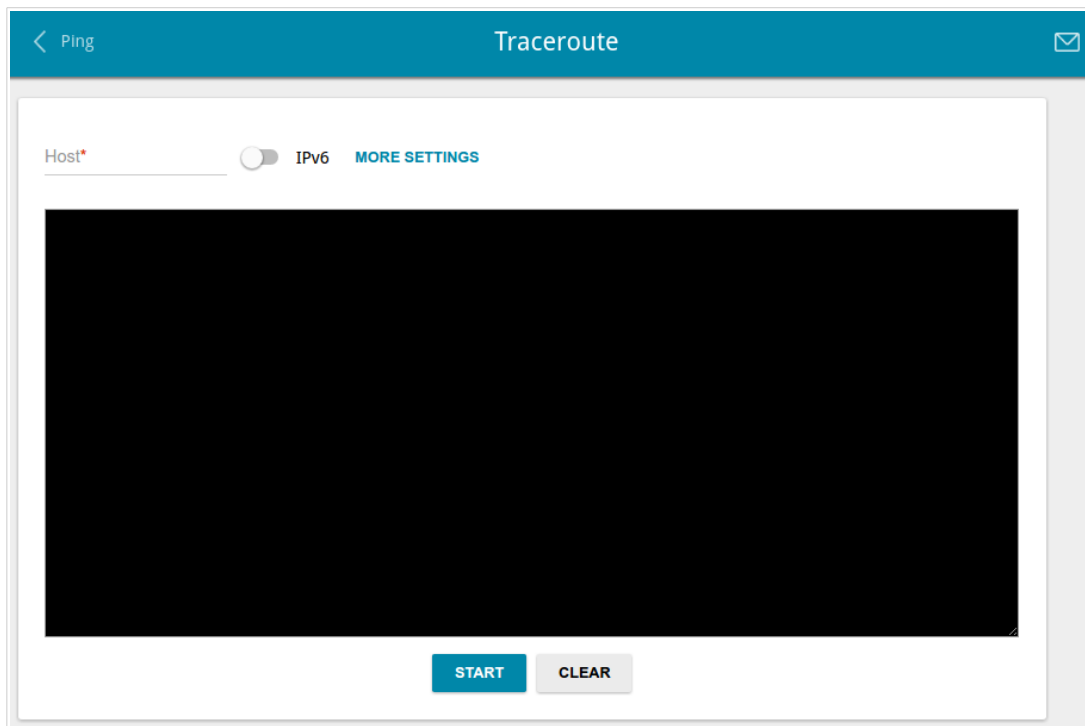 Ping
Traceroute
Host*
IPv6
MORE SETTINGS
START
CLEAR